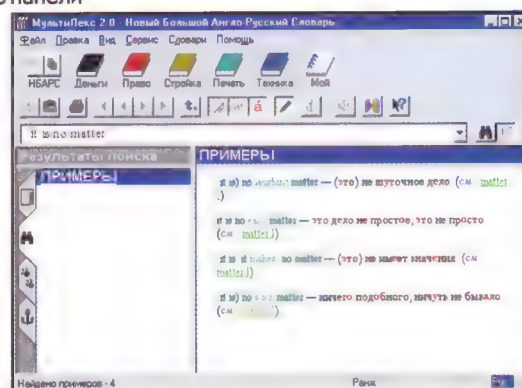 панели
МультиЛекс 2.0 - Новый Большой Англо-Русский Словарь
Файл Правка Вид Сервис Словари Помощь
НБАРС Деньги Право Стройка Печать Техника Мой
it is no matter
Результаты поиска
ПРИМЕРЫ
ПРИМЕРЫ
it is) no matter — (это) не шуточное дело (см. matter
.)
it is no matter — это дело не простое, это не просто
(см. matter I)
it is it makes no matter — (это) не имеет значения (см.
matter I)
it is) no matter — ничего подобного, ничуть не бывало
(см.
Найдено примеров - 4